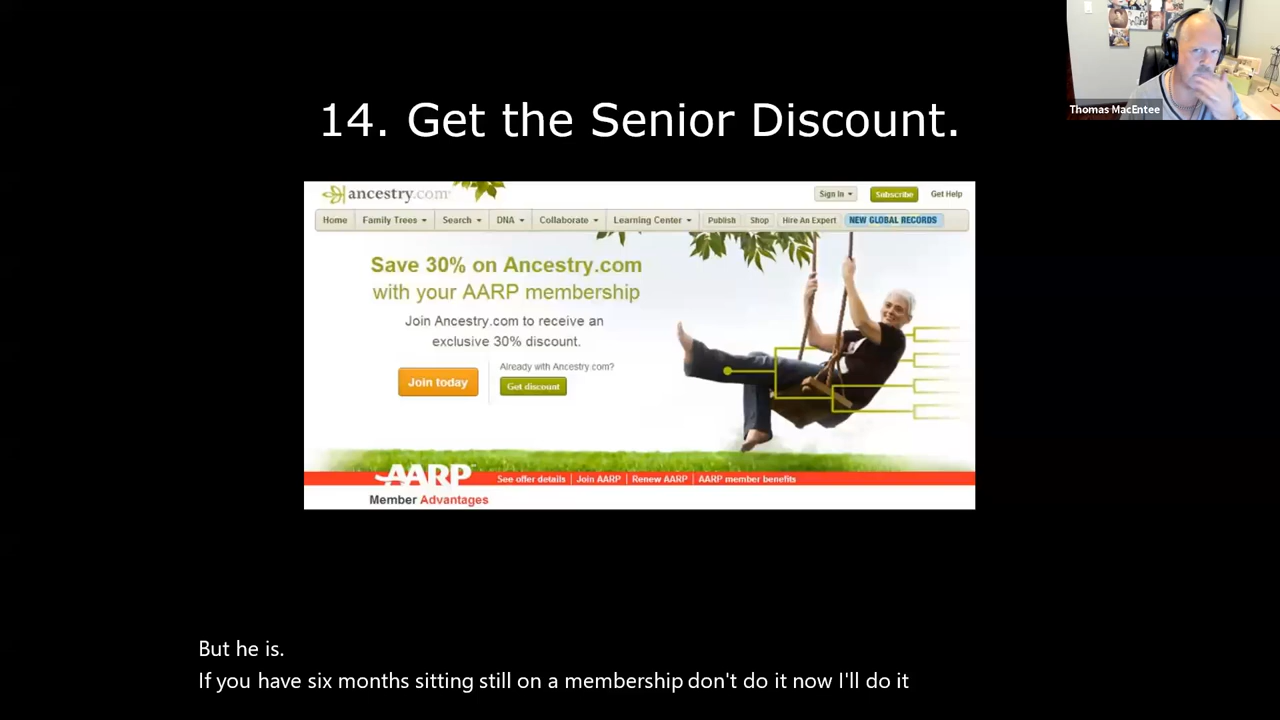 Thomas MacEntee
14. Get the Senior Discount.
ancestry.com
Sign In
Subscribe
Get Help
Home
Family Trees
Search
DNA
Collaborate
Learning Center
Publish
Shop
Hire An Expert
NEW GLOBAL RECORDS
Save 30% on Ancestry.com
with your AARP membership
Join Ancestry.com to receive an
exclusive 30% discount.
Join today
Already with Ancestry.com?
Get discount
AARP
See offer details | Join AARP | Renew AARP | AARP member benefits
Member Advantages
But he is.
If you have six months sitting still on a membership don't do it now I'll do it